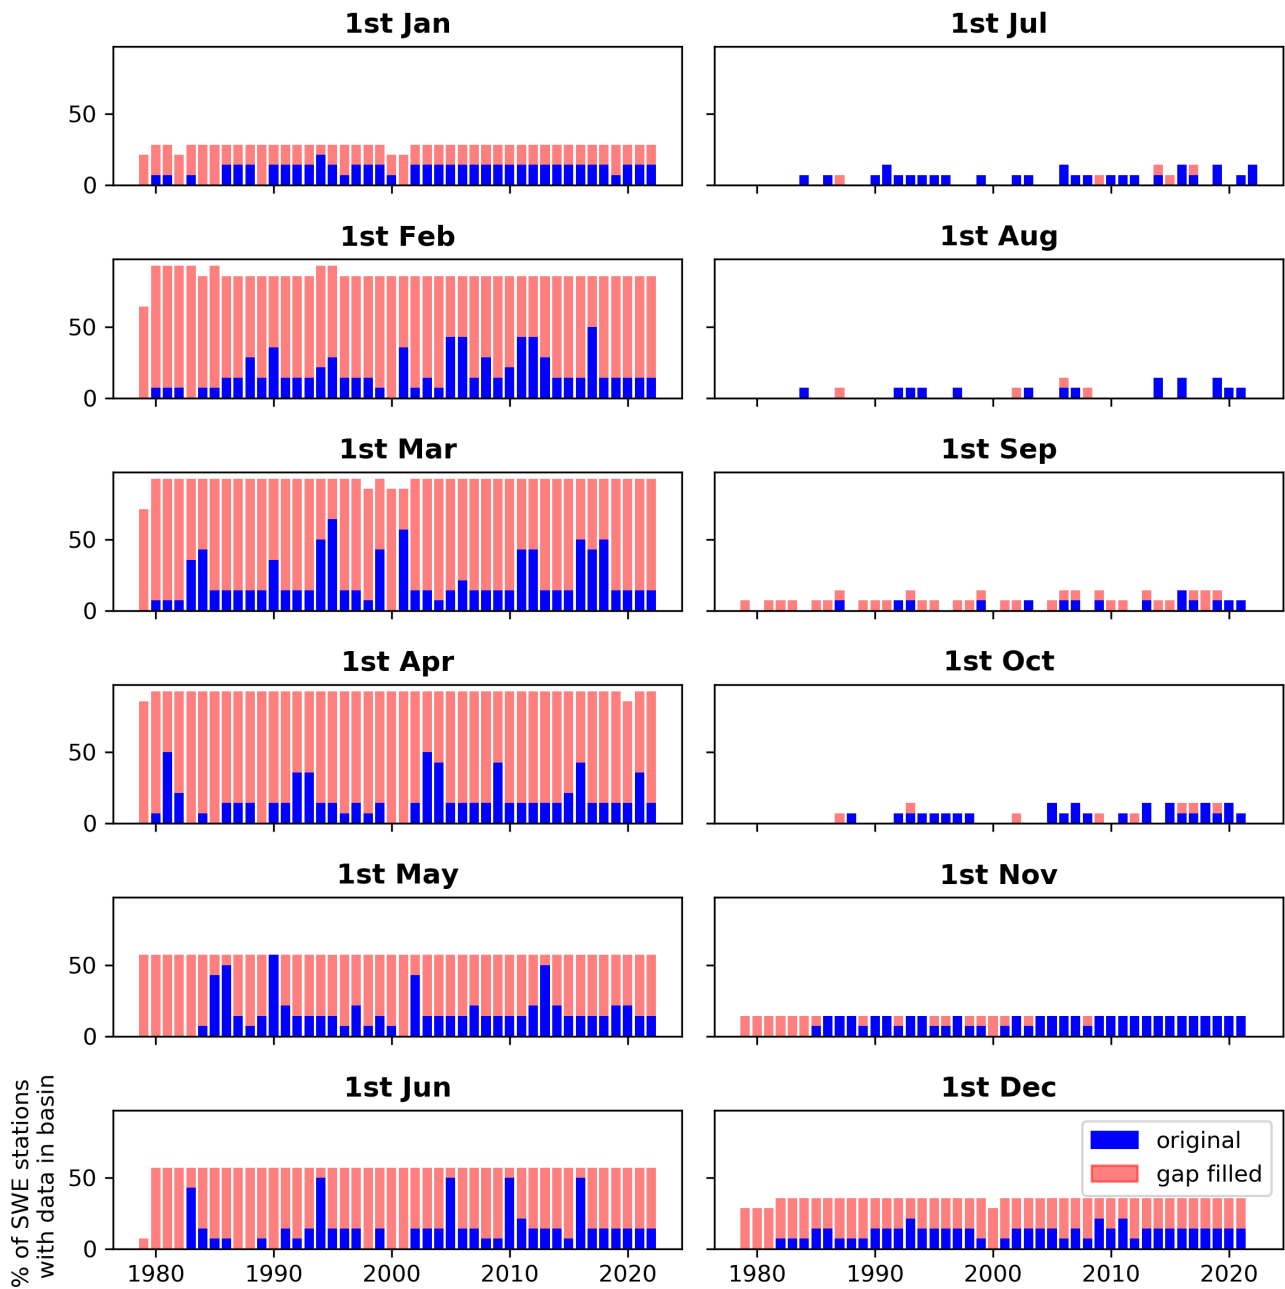 1st Jan
1st Jul
50
0
1st Feb
1st Aug
50
0
1st Mar
1st Sep
50
0
1st Apr
1st Oct
50
0
1st May
1st Nov
50
0
1st Jun
1st Dec
% of SWE stations
with data in basin
50
0
original
gap filled
1980 1990 2000 2010 2020
1980 1990 2000 2010 2020